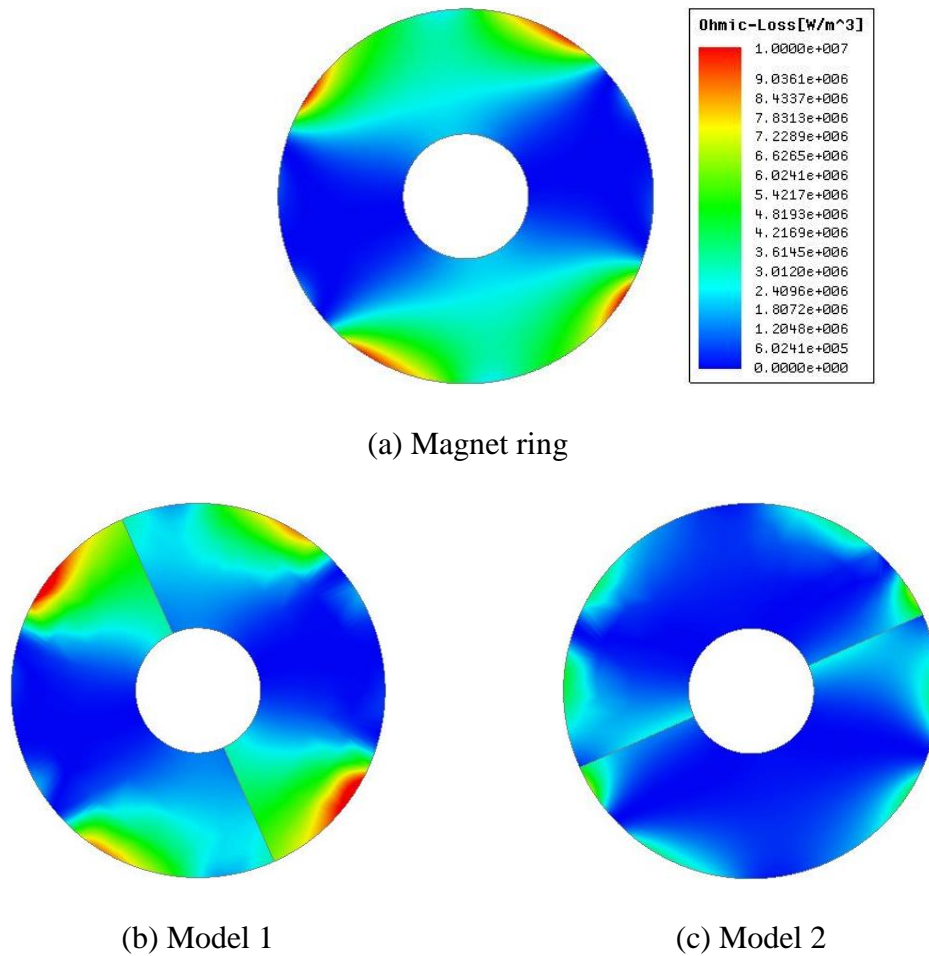 Ohmic-Loss[W/m^3]
1.0000e+007
9.0361e+006
8.4337e+006
7.8313e+006
7.2289e+006
6.6265e+006
6.0241e+006
5.4217e+006
4.8193e+006
4.2169e+006
3.6145e+006
3.0120e+006
2.4096e+006
1.8072e+006
1.2048e+006
6.0241e+005
0.0000e+000
(a) Magnet ring
(b) Model 1
(c) Model 2